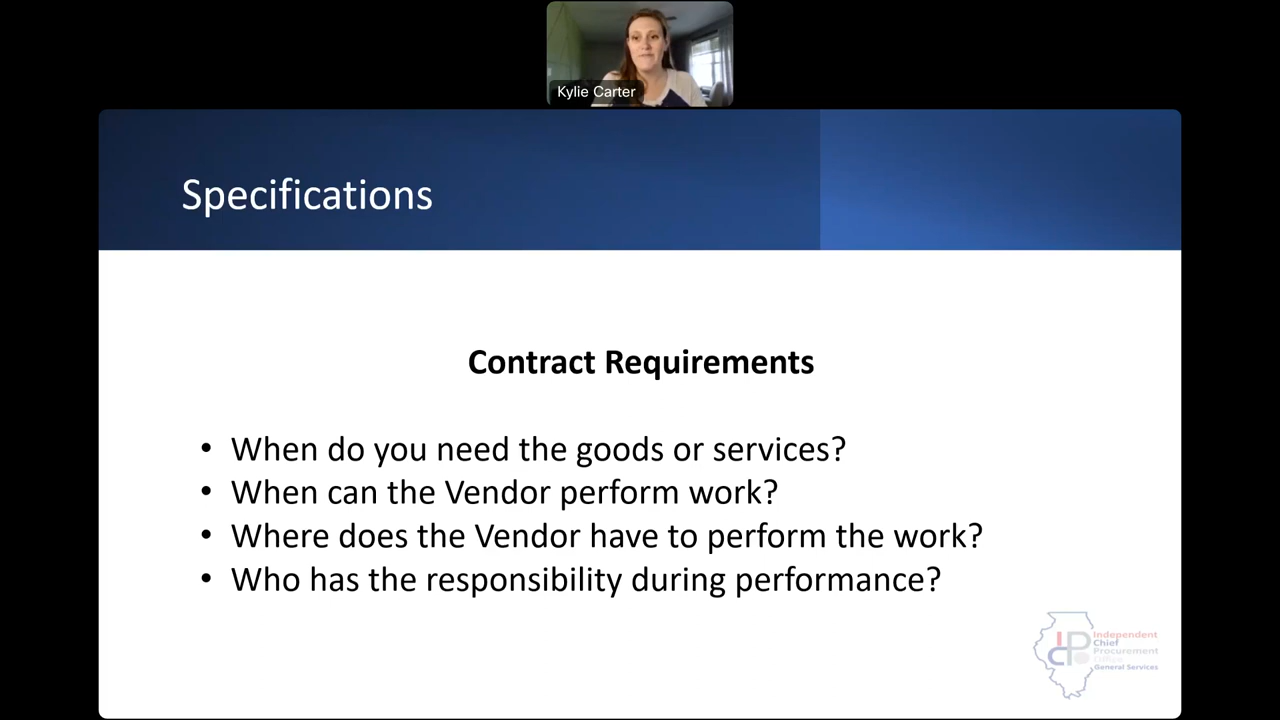 Kylie Carter
Specifications
Contract Requirements
• When do you need the goods or services?
• When can the Vendor perform work?
• Where does the Vendor have to perform the work?
• Who has the responsibility during performance?
Independent
Chief
Procurement
Office
General Services